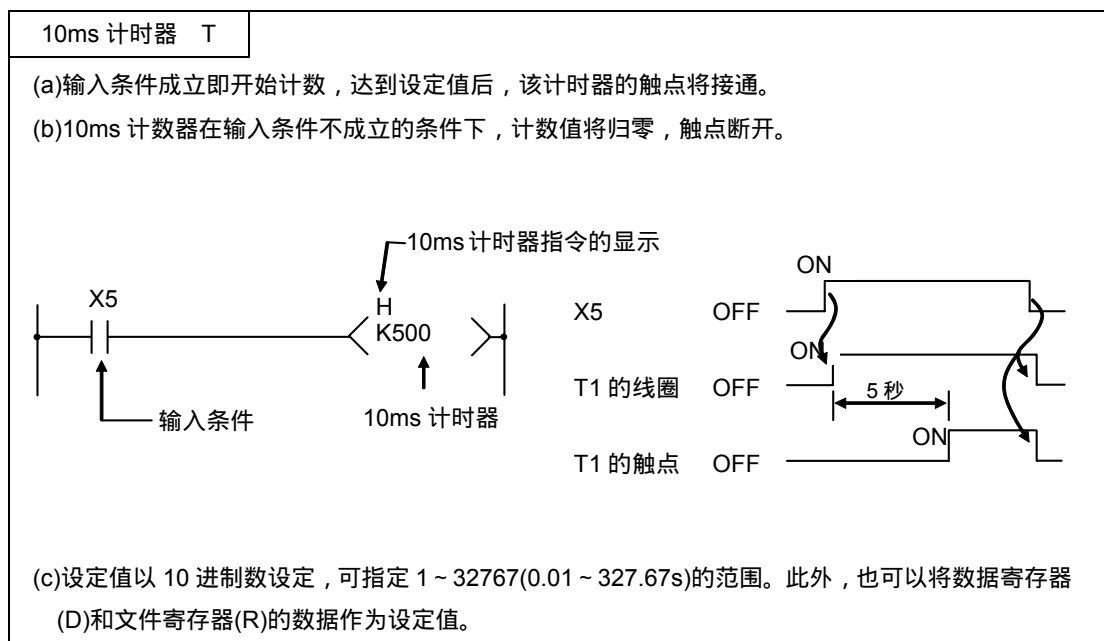 10ms 计时器 T
(a)输入条件成立即开始计数，达到设定值后，该计时器的触点将接通。
(b)10ms 计数器在输入条件不成立的条件下，计数值将归零，触点断开。
10ms 计时器指令的显示
X5
H
K500
输入条件
10ms 计时器
ON
X5 OFF
ON
T1 的线圈 OFF
5 秒
ON
T1 的触点 OFF
(c)设定值以 10 进制数设定，可指定 1～32767(0.01～327.67s)的范围。此外，也可以将数据寄存器
(D)和文件寄存器(R)的数据作为设定值。